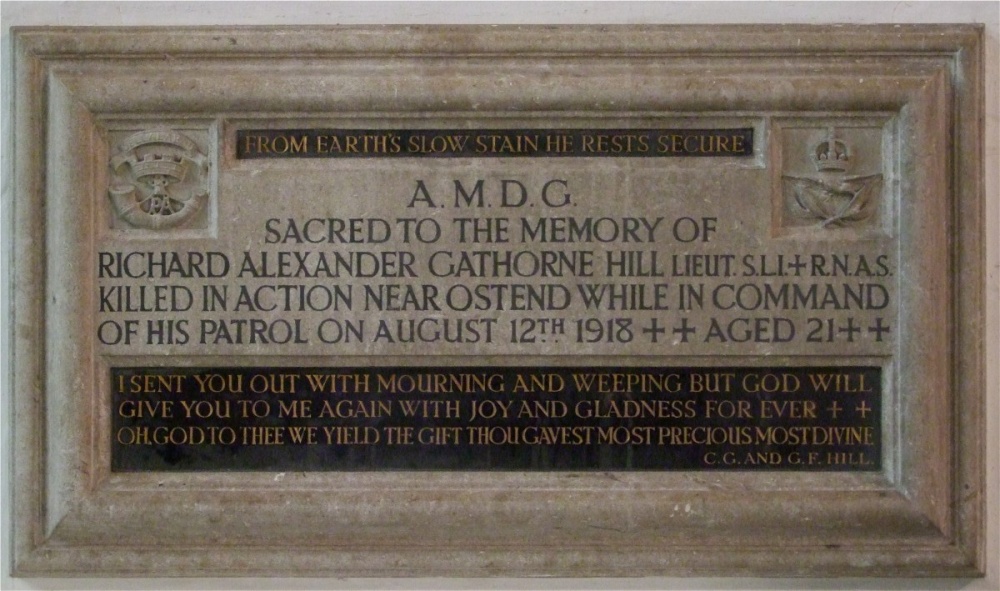 FROM EARTH'S SLOW STAIN HE RESTS SECURE
A.M.D.G.
SACRED TO THE MEMORY OF
RICHARD ALEXANDER GATHORNE HILL LIEUT. S.L.I.+R.N.A.S.
KILLED IN ACTION NEAR OSTEND WHILE IN COMMAND
OF HIS PATROL ON AUGUST 12TH 1918 ++ AGED 21++
I SENT YOU OUT WITH MOURNING AND WEEPING BUT GOD WILL
GIVE YOU TO ME AGAIN WITH JOY AND GLADNESS FOR EVER + +
OH, GOD TO THEE WE YIELD THE GIFT THOU GAVEST MOST PRECIOUS MOST DIVINE
C.G. AND G.F. HILL.